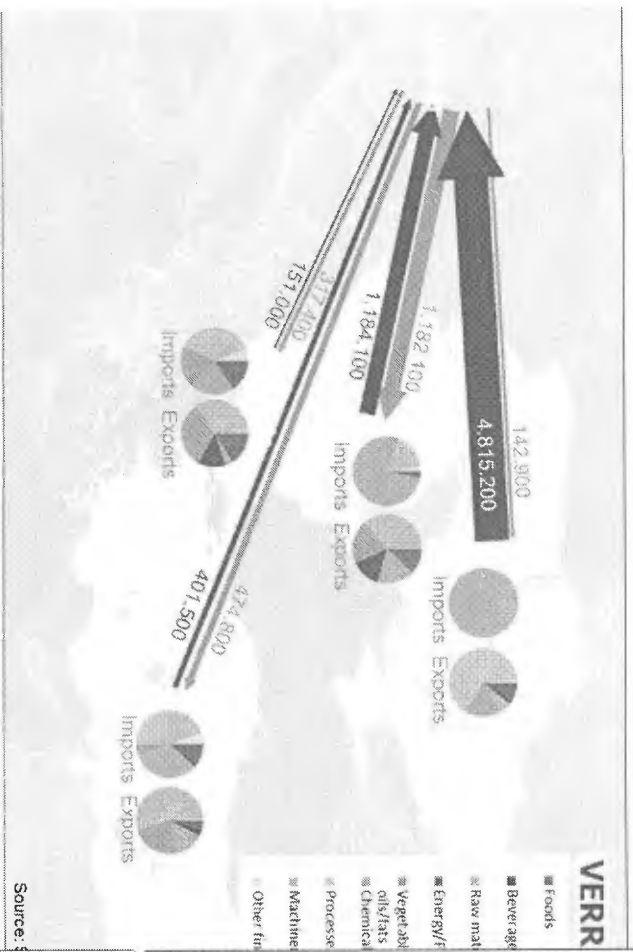 VERR
Foods
Beverage
Raw mat
Energy/F
Vegetabl
oils/fats
Chemica
Processe
Machine
Other fin
142.900
4.815.200
Imports Exports
1.182.100
1.184.100
Imports Exports
317.400
151.000
Imports Exports
474.800
401.500
Imports Exports
Source: S